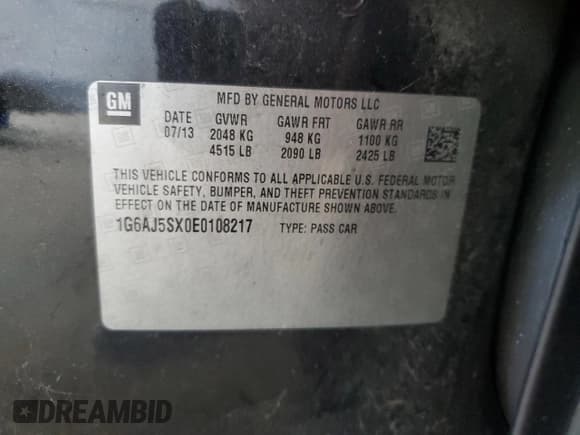 GM
MFD BY GENERAL MOTORS LLC
DATE GVWR GAWR FRT GAWR RR
07/13 2048 KG 948 KG 1100 KG
4515 LB 2090 LB 2425 LB
THIS VEHICLE CONFORMS TO ALL APPLICABLE U.S. FEDERAL MOTOR
VEHICLE SAFETY, BUMPER, AND THEFT PREVENTION STANDARDS IN
EFFECT ON THE DATE OF MANUFACTURE SHOWN ABOVE.
1G6AJ5SX0E0108217 TYPE: PASS CAR
DREAMBID